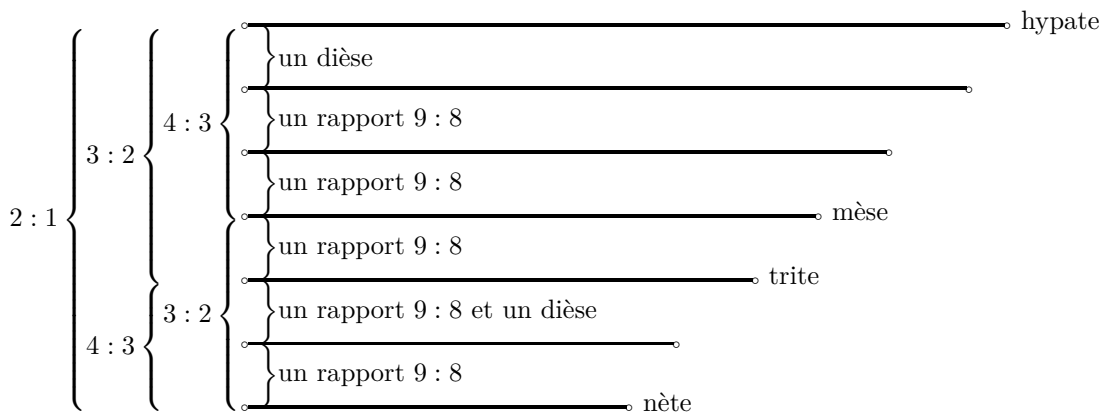 hypate
un dièse
un rapport 9 : 8
4 : 3
3 : 2
un rapport 9 : 8
2 : 1
mèse
un rapport 9 : 8
trite
un rapport 9 : 8 et un dièse
3 : 2
4 : 3
un rapport 9 : 8
nète